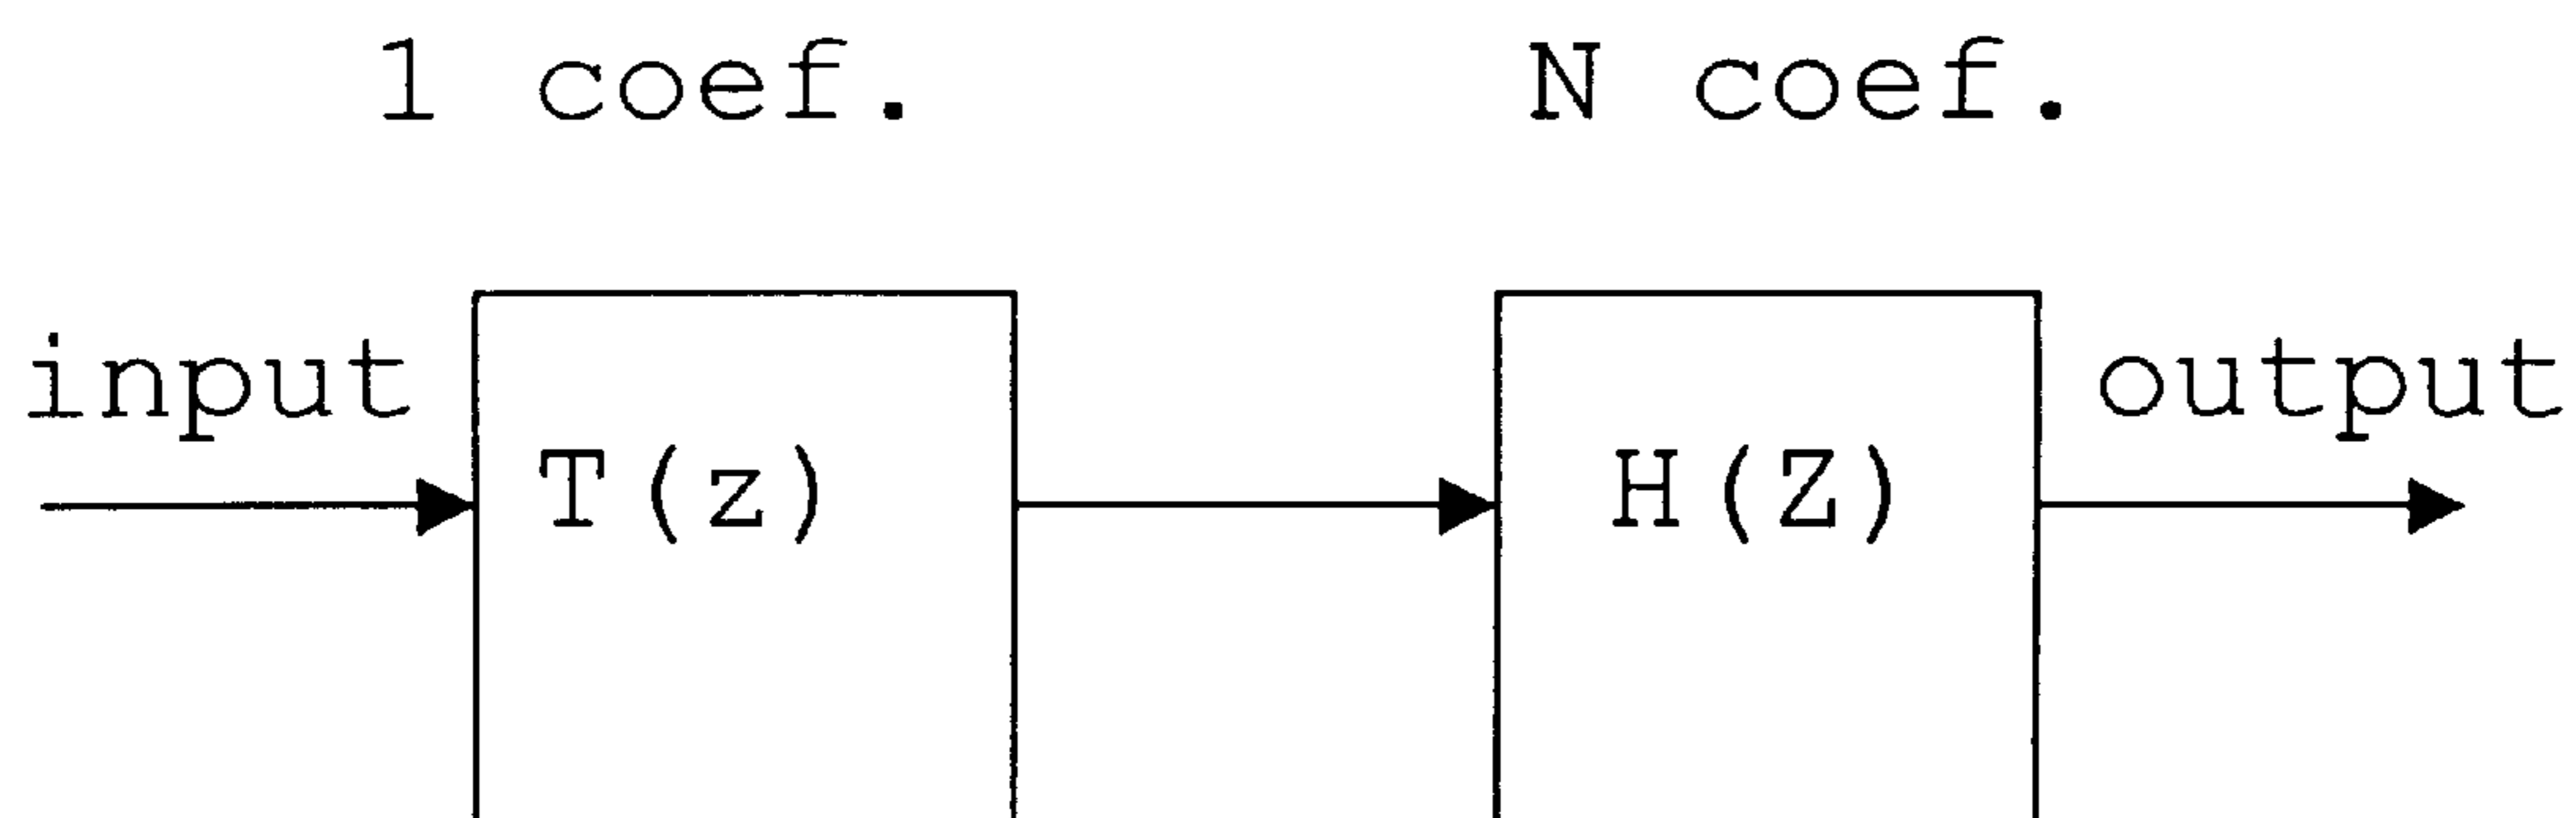 1 coef. N coef.
input output
T(z) H(Z)